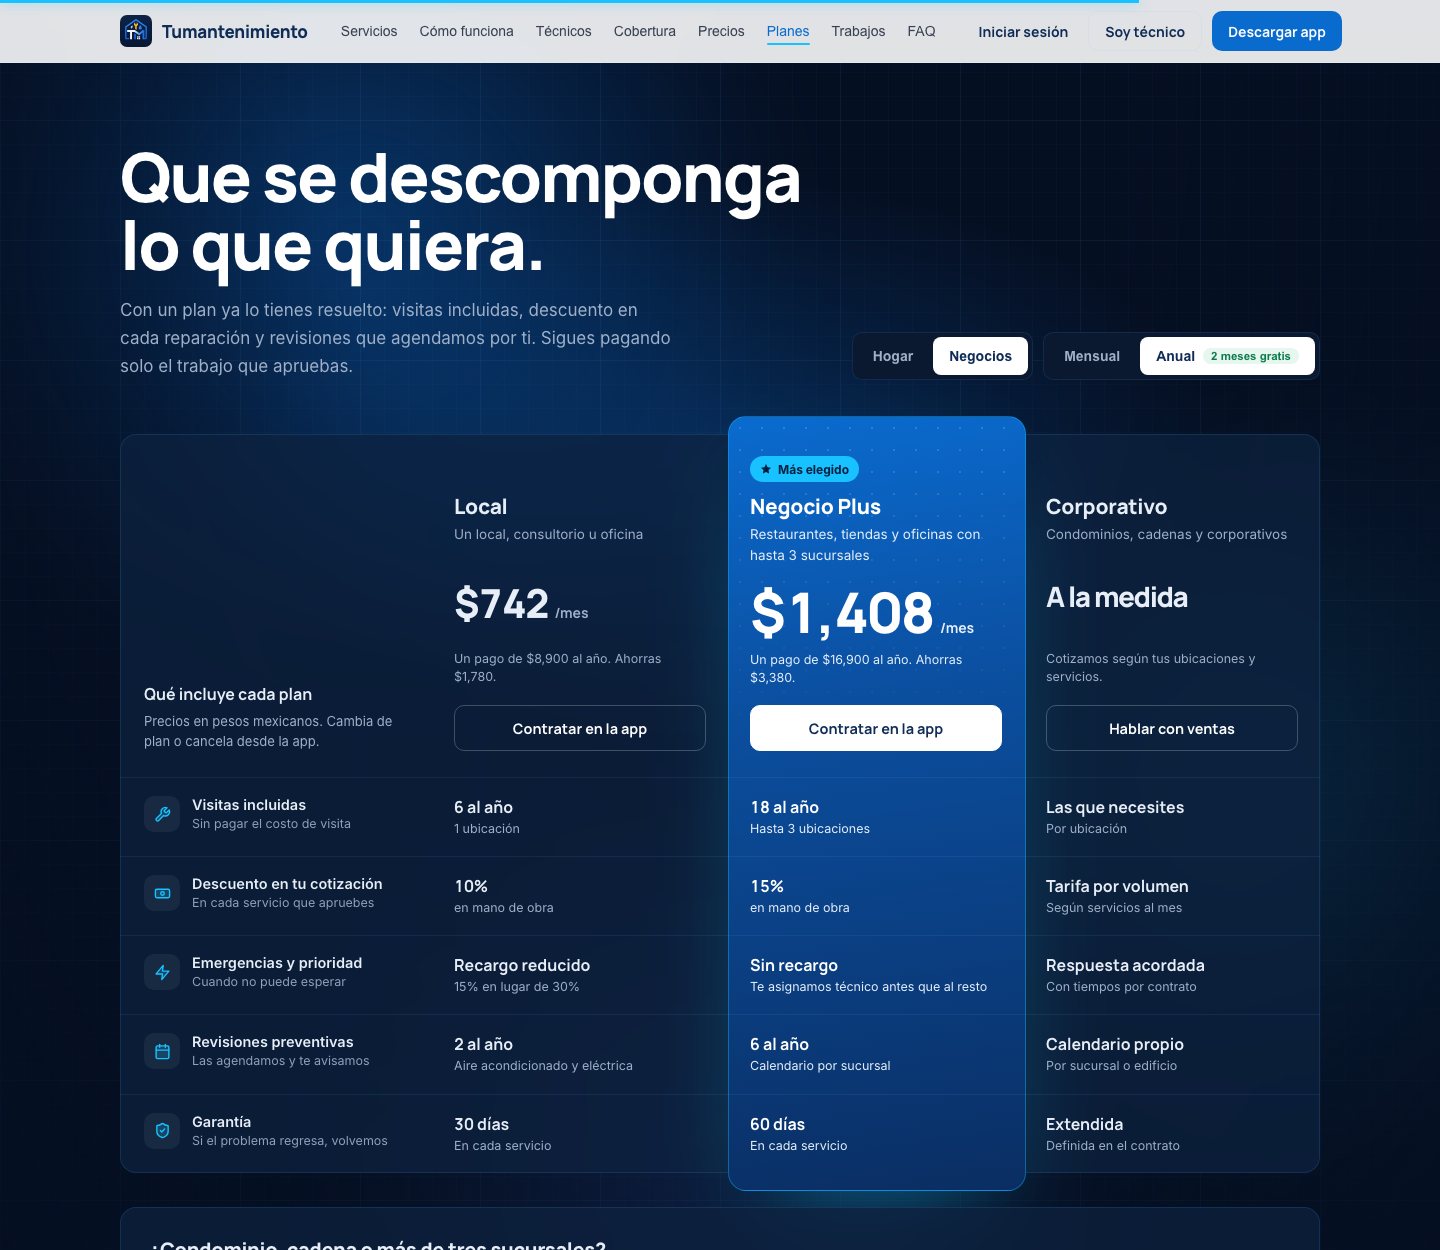 Tumantenimiento
Servicios
Cómo funciona
Técnicos
Cobertura
Precios
Planes
Trabajos
FAQ
Iniciar sesión
Soy técnico
Descargar app
Que se descomponga
lo que quiera.
Con un plan ya lo tienes resuelto: visitas incluidas, descuento en
cada reparación y revisiones que agendamos por ti. Sigues pagando
solo el trabajo que apruebas.
Hogar
Negocios
Mensual
Anual
2 meses gratis
Qué incluye cada plan
Precios en pesos mexicanos. Cambia de
plan o cancela desde la app.
Local
Un local, consultorio u oficina
$742 /mes
Un pago de $8,900 al año. Ahorras
$1,780.
Contratar en la app
Más elegido
Negocio Plus
Restaurantes, tiendas y oficinas con
hasta 3 sucursales
$1,408 /mes
Un pago de $16,900 al año. Ahorras
$3,380.
Contratar en la app
Corporativo
Condominios, cadenas y corporativos
A la medida
Cotizamos según tus ubicaciones y
servicios.
Hablar con ventas
Visitas incluidas
Sin pagar el costo de visita
6 al año
1 ubicación
18 al año
Hasta 3 ubicaciones
Las que necesites
Por ubicación
Descuento en tu cotización
En cada servicio que apruebes
10%
en mano de obra
15%
en mano de obra
Tarifa por volumen
Según servicios al mes
Emergencias y prioridad
Cuando no puede esperar
Recargo reducido
15% en lugar de 30%
Sin recargo
Te asignamos técnico antes que al resto
Respuesta acordada
Con tiempos por contrato
Revisiones preventivas
Las agendamos y te avisamos
2 al año
Aire acondicionado y eléctrica
6 al año
Calendario por sucursal
Calendario propio
Por sucursal o edificio
Garantía
Si el problema regresa, volvemos
30 días
En cada servicio
60 días
En cada servicio
Extendida
Definida en el contrato
¿Condominio, cadena o más de tres sucursales?